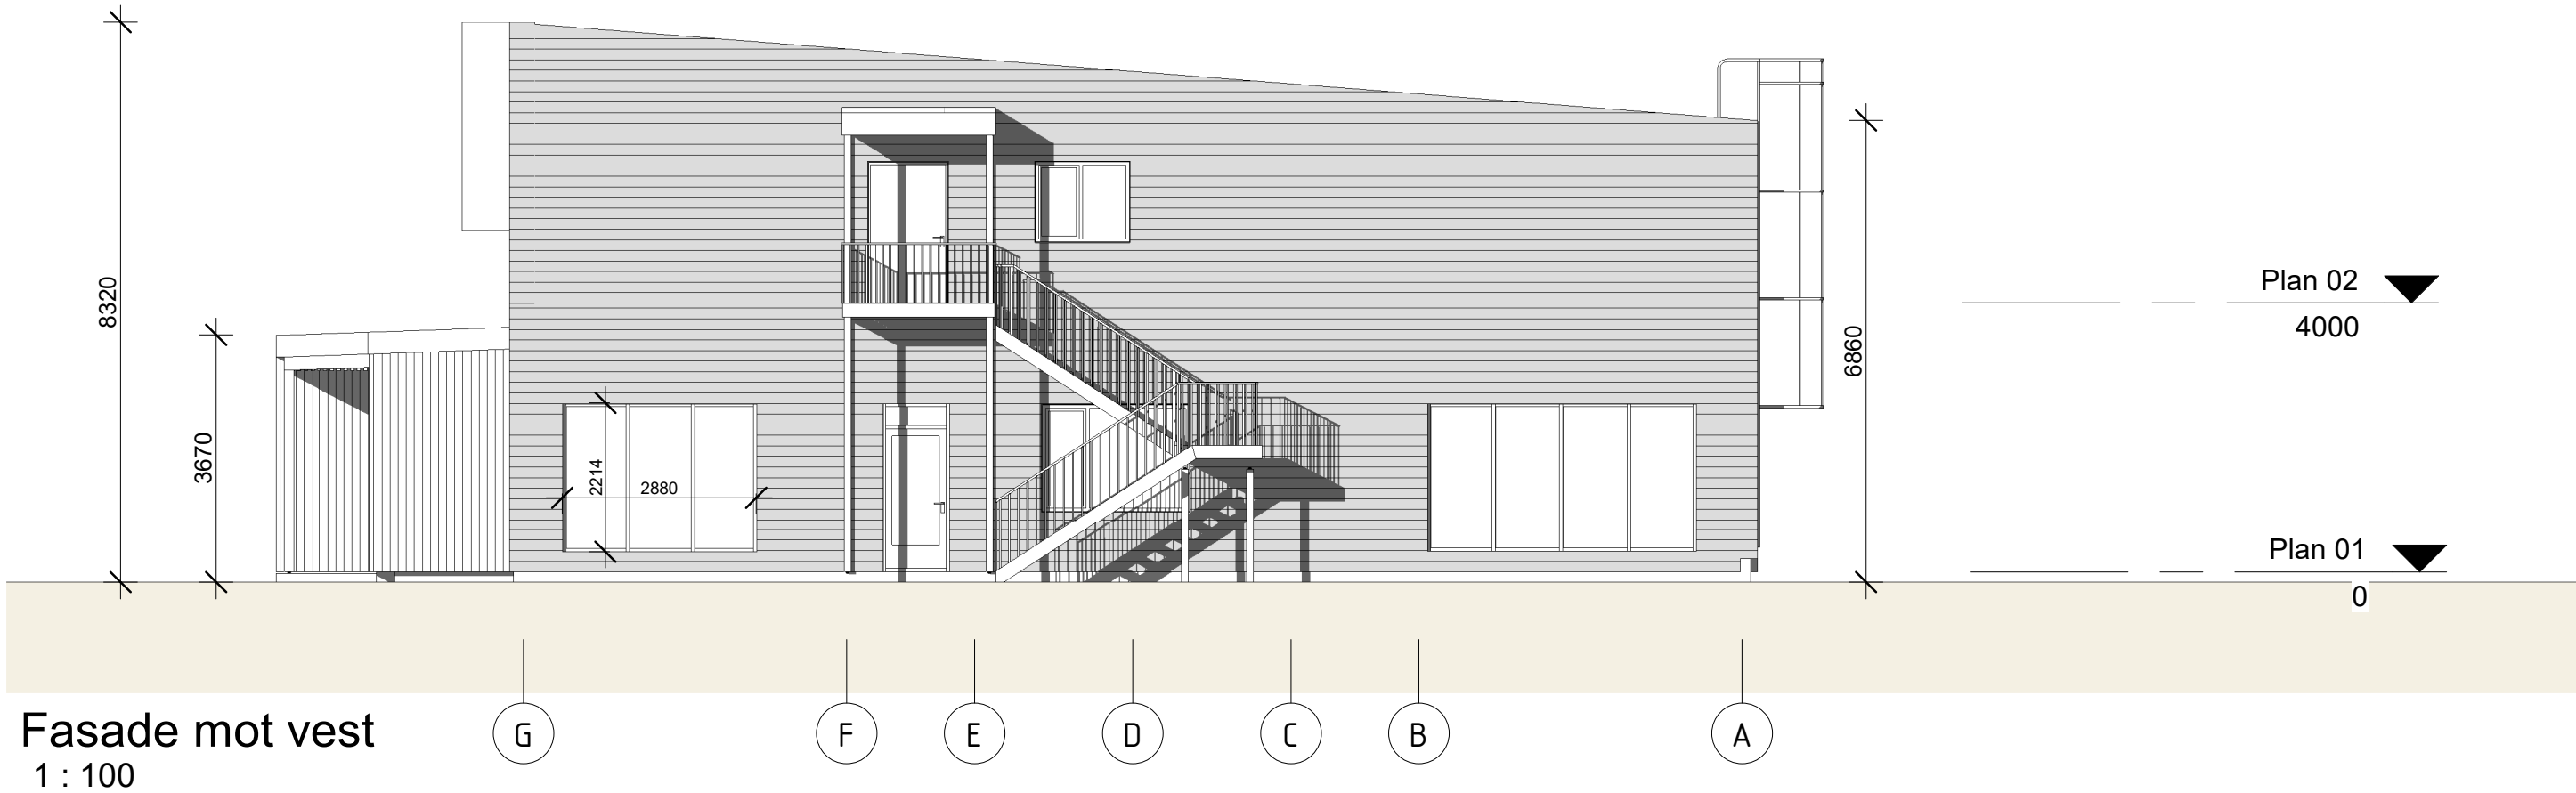 8320
3670
2214
2880
6860
Plan 02
4000
Plan 01
0
G
F
E
D
C
B
A
Fasade mot vest
1 : 100